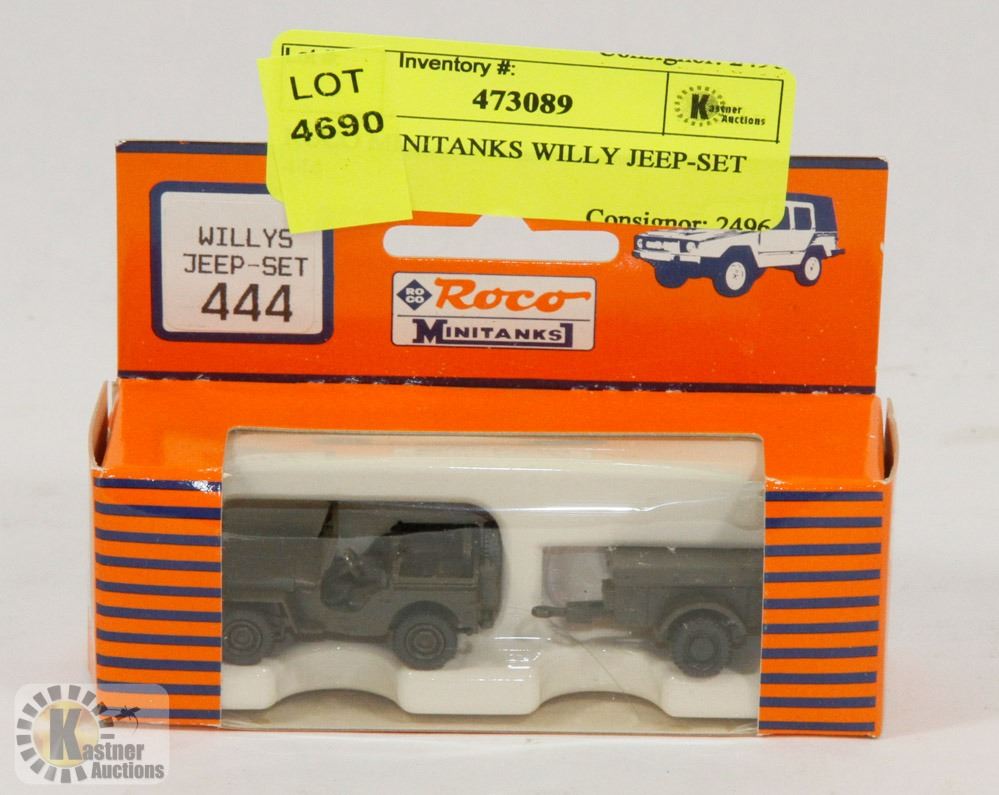 Inventory #:
LOT
4690
473089
Kastner
Auctions
NITANKS WILLY JEEP-SET
Consignor: 2496
WILLYS
JEEP-SET
444
ROCO
Roco
MINITANKS
Kastner
Auctions